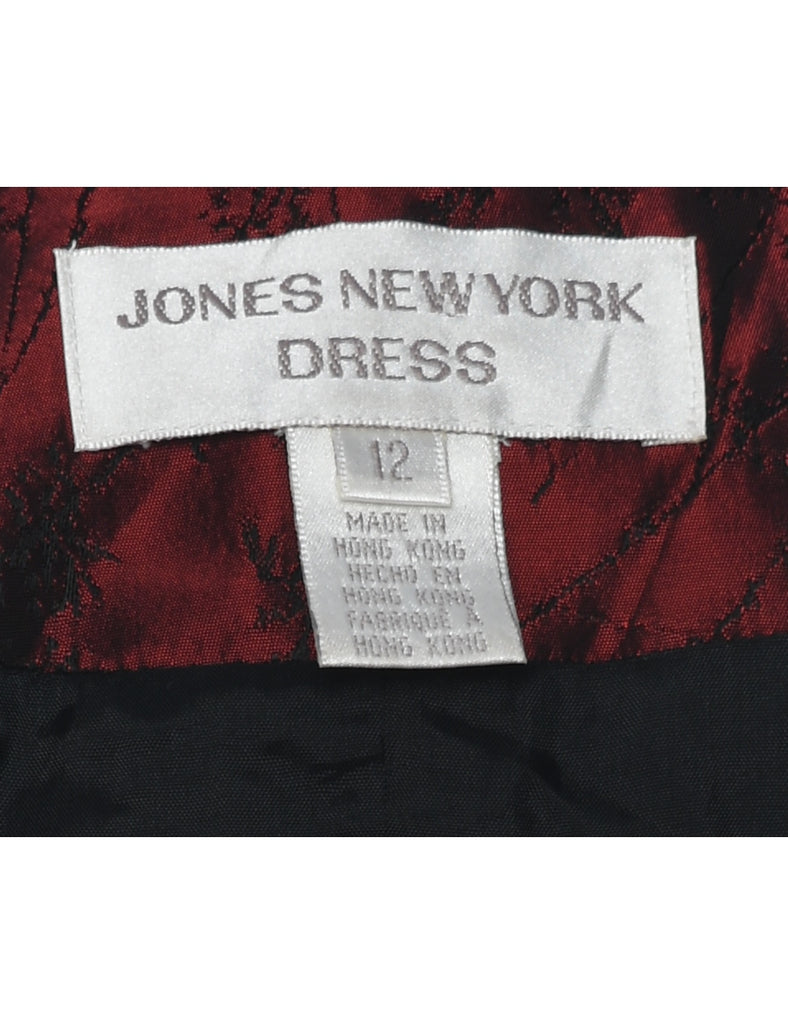 JONES NEW YORK
DRESS
12
MADE IN
HONG KONG
HECHO EN
HONG KONG
FABRIQUE A
HONG KONG